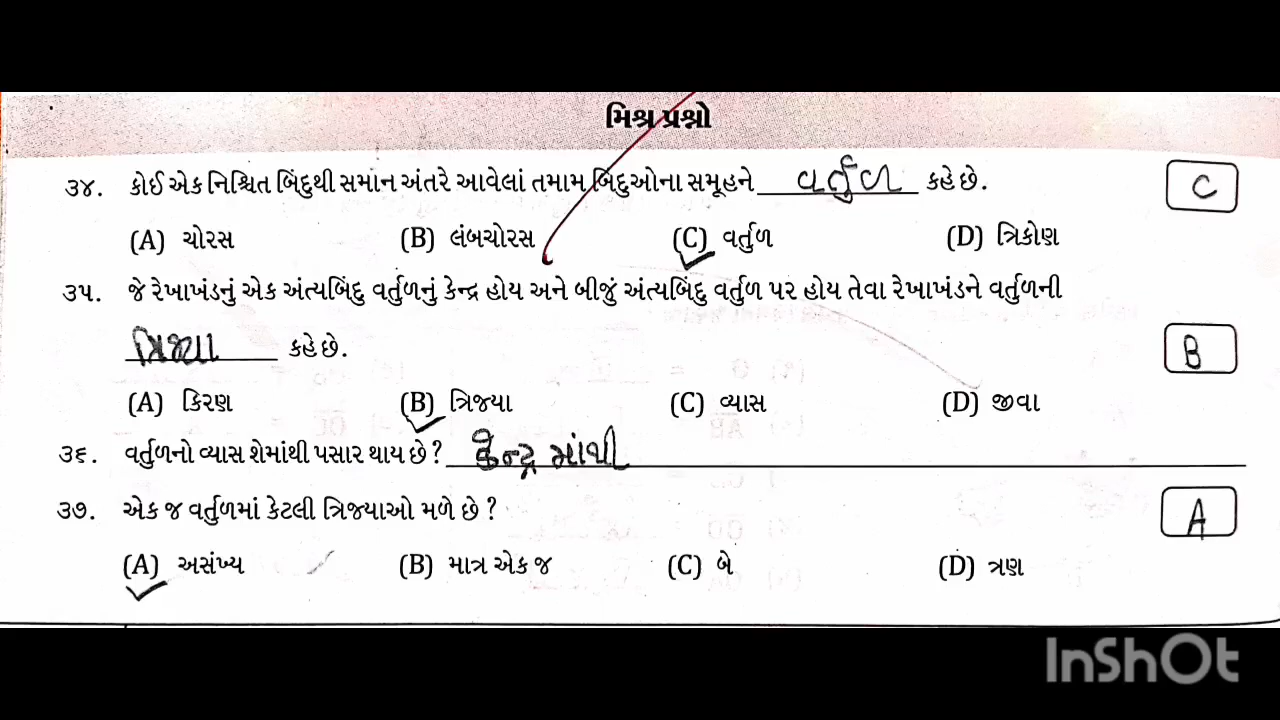 મિશ્ર પ્રશ્નો
૩૪. કોઈ એક નિશ્ચિત બિંદુથી સમાન અંતરે આવેલાં તમામ બિંદુઓના સમૂહને વર્તુળ કહે છે. C
(A) ચોરસ (B) લંબચોરસ (C) વર્તુળ (D) ત્રિકોણ
૩૫. જે રેખાખંડનું એક અંત્યબિંદુ વર્તુળનું કેન્દ્ર હોય અને બીજું અંત્યબિંદુ વર્તુળ પર હોય તેવા રેખાખંડને વર્તુળની
ત્રિજ્યા કહે છે. B
(A) કિરણ (B) ત્રિજ્યા (C) વ્યાસ (D) જીવા
૩૬. વર્તુળનો વ્યાસ શેમાંથી પસાર થાય છે ? કેન્દ્ર માંથી
૩૭. એક જ વર્તુળમાં કેટલી ત્રિજ્યાઓ મળે છે ? A
(A) અસંખ્ય (B) માત્ર એક જ (C) બે (D) ત્રણ
InShOt